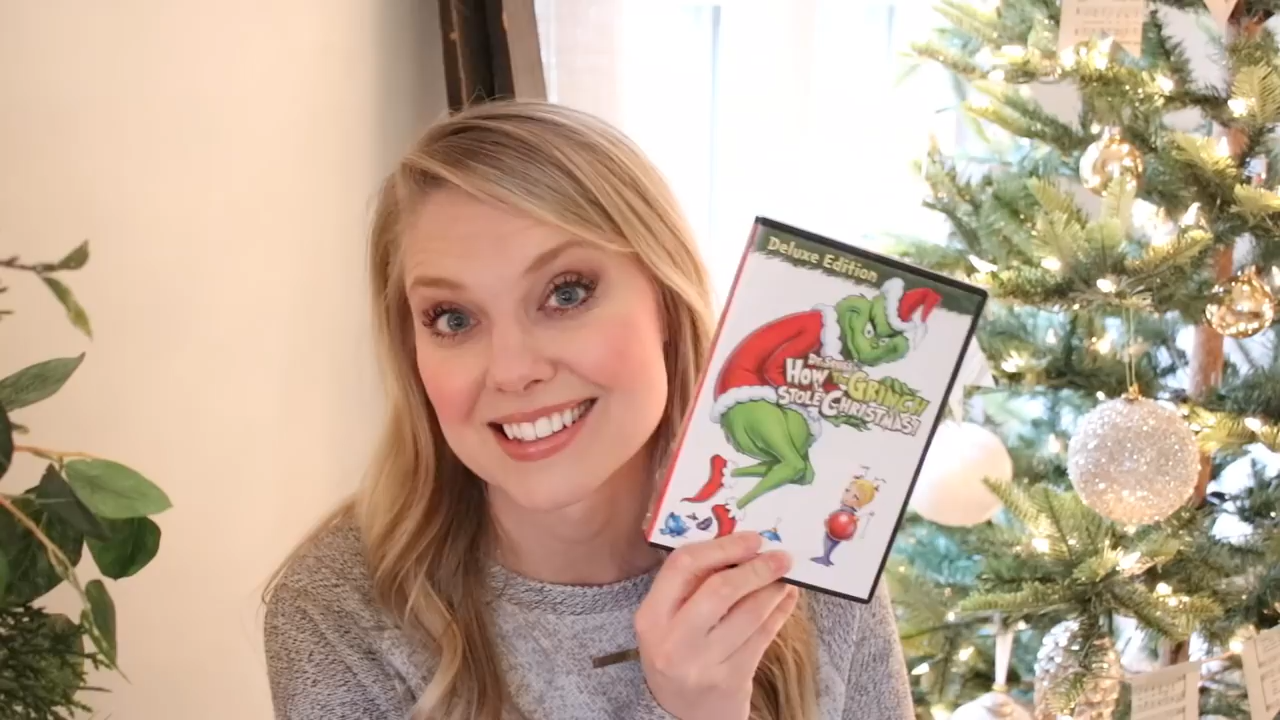 Deluxe Edition
Dr. Seuss'
HOW THE GRINCH
STOLE CHRISTMAS!